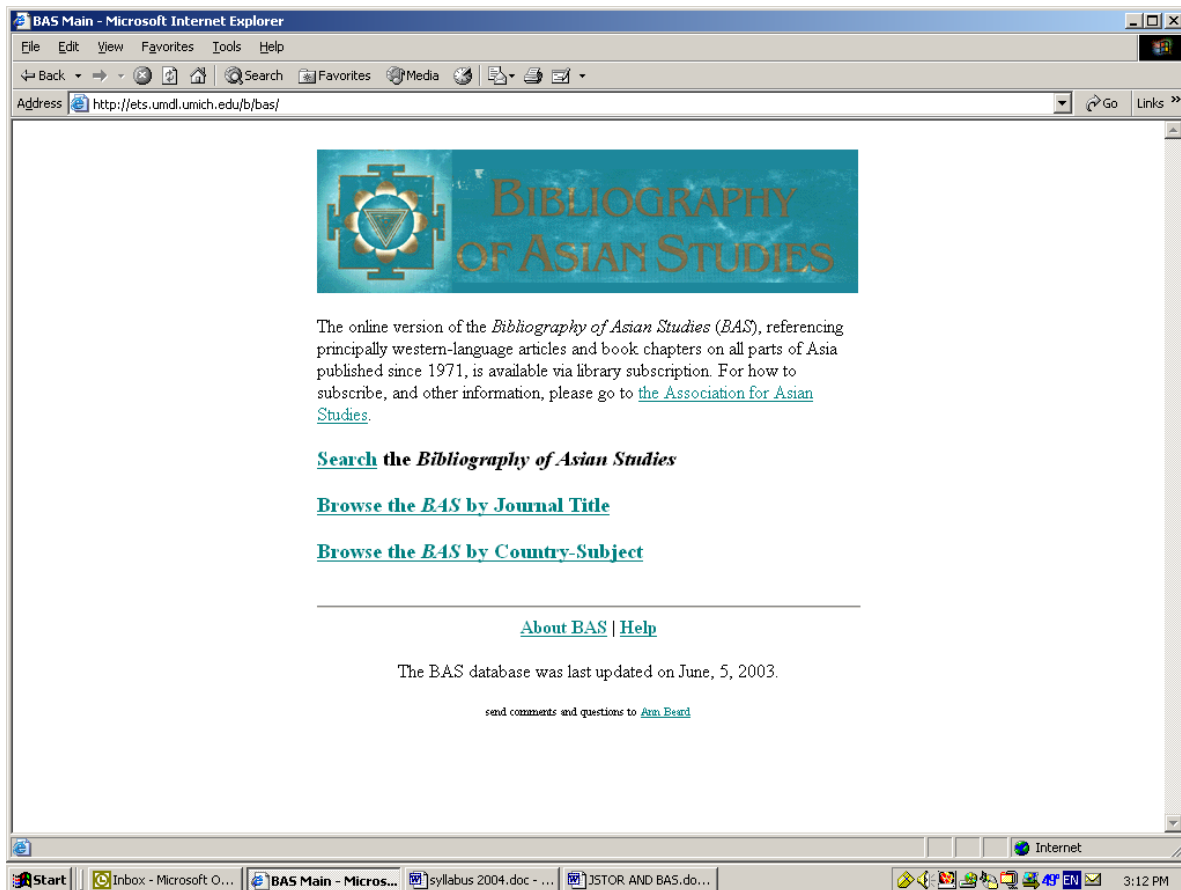 BAS Main - Microsoft Internet Explorer
File Edit View Favorites Tools Help
Back Search Favorites Media
Address http://ets.umdl.umich.edu/b/bas/ Go Links »
BIBLIOGRAPHY
OF ASIAN STUDIES
The online version of the Bibliography of Asian Studies (BAS), referencing
principally western-language articles and book chapters on all parts of Asia
published since 1971, is available via library subscription. For how to
subscribe, and other information, please go to the Association for Asian
Studies.
Search the Bibliography of Asian Studies
Browse the BAS by Journal Title
Browse the BAS by Country-Subject
About BAS | Help
The BAS database was last updated on June, 5, 2003.
send comments and questions to Ann Beard
Internet
Start Inbox - Microsoft O... BAS Main - Micros... syllabus 2004.doc - ... JSTOR AND BAS.do... 49° EN 3:12 PM